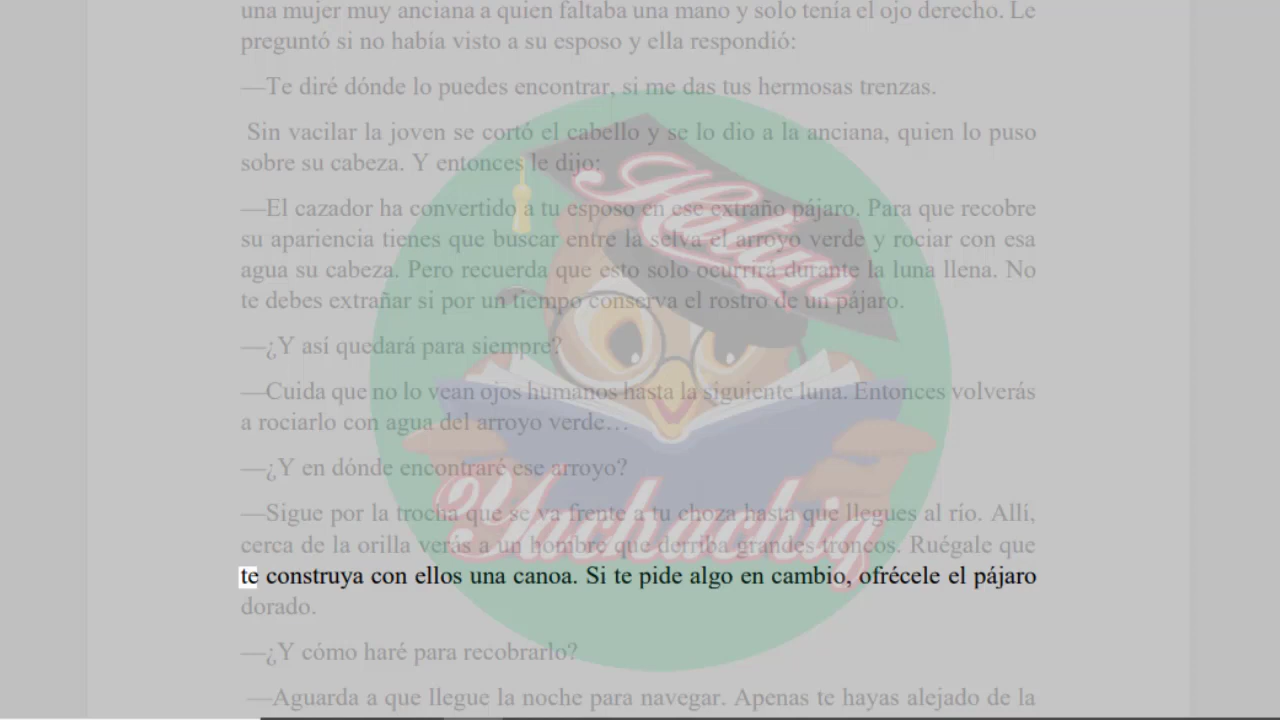 una mujer muy anciana a quien faltaba una mano y solo tenía el ojo derecho. Le
preguntó si no había visto a su esposo y ella respondió:
—Te diré dónde lo puedes encontrar, si me das tus hermosas trenzas.
Sin vacilar la joven se cortó el cabello y se lo dio a la anciana, quien lo puso
sobre su cabeza. Y entonces le dijo:
—El cazador ha convertido a tu esposo en ese extraño pájaro. Para que recobre
su apariencia tienes que buscar entre la selva el arroyo verde y rociar con esa
agua su cabeza. Pero recuerda que esto solo ocurrirá durante la luna llena. No
te debes extrañar si por un tiempo conserva el rostro de un pájaro.
—¿Y así quedará para siempre?
—Cuida que no lo vean ojos humanos hasta la siguiente luna. Entonces volverás
a rociarlo con agua del arroyo verde…
—¿Y en dónde encontraré ese arroyo?
—Sigue por la trocha que se va frente a tu choza hasta que llegues al río. Allí,
cerca de la orilla verás a un hombre que derriba grandes troncos. Ruégale que
te construya con ellos una canoa. Si te pide algo en cambio, ofrécele el pájaro
dorado.
—¿Y cómo haré para recobrarlo?
—Aguarda a que llegue la noche para navegar. Apenas te hayas alejado de la
Hatun
Yachachiq